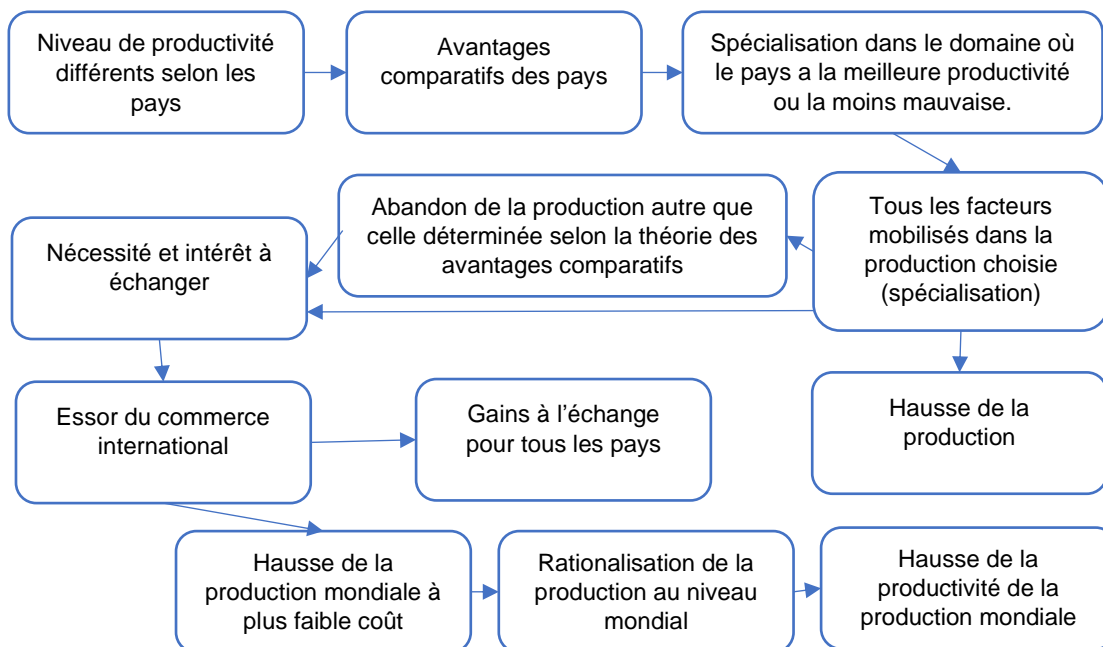 Niveau de productivité
différents selon les
pays
Avantages
comparatifs des pays
Spécialisation dans le domaine où
le pays a la meilleure productivité
ou la moins mauvaise.
Tous les facteurs
mobilisés dans la
production choisie
(spécialisation)
Abandon de la production autre que
celle déterminée selon la théorie des
avantages comparatifs
Nécessité et intérêt à
échanger
Essor du commerce
international
Gains à l’échange
pour tous les pays
Hausse de la
production
Hausse de la
production mondiale à
plus faible coût
Rationalisation de la
production au niveau
mondial
Hausse de la
productivité de la
production mondiale